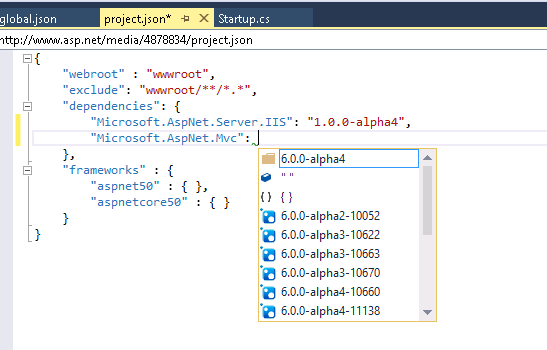 global.json project.json* Startup.cs
http://www.asp.net/media/4878834/project.json
{
"webroot" : "wwwroot",
"exclude": "wwwroot/**/*.*",
"dependencies": {
"Microsoft.AspNet.Server.IIS": "1.0.0-alpha4",
"Microsoft.AspNet.Mvc":
},
"frameworks" : {
"aspnet50" : { },
"aspnetcore50" : { }
}
}
6.0.0-alpha4
" "
{ } { }
6.0.0-alpha2-10052
6.0.0-alpha3-10622
6.0.0-alpha3-10663
6.0.0-alpha3-10670
6.0.0-alpha4-10660
6.0.0-alpha4-11138